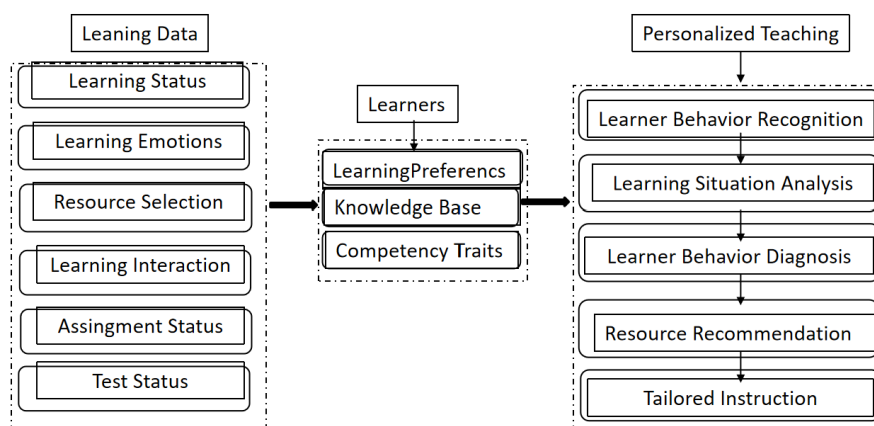 Leaning Data
Learning Status
Learning Emotions
Resource Selection
Learning Interaction
Assingment Status
Test Status
Learners
LearningPreferencs
Knowledge Base
Competency Traits
Personalized Teaching
Learner Behavior Recognition
Learning Situation Analysis
Learner Behavior Diagnosis
Resource Recommendation
Tailored Instruction